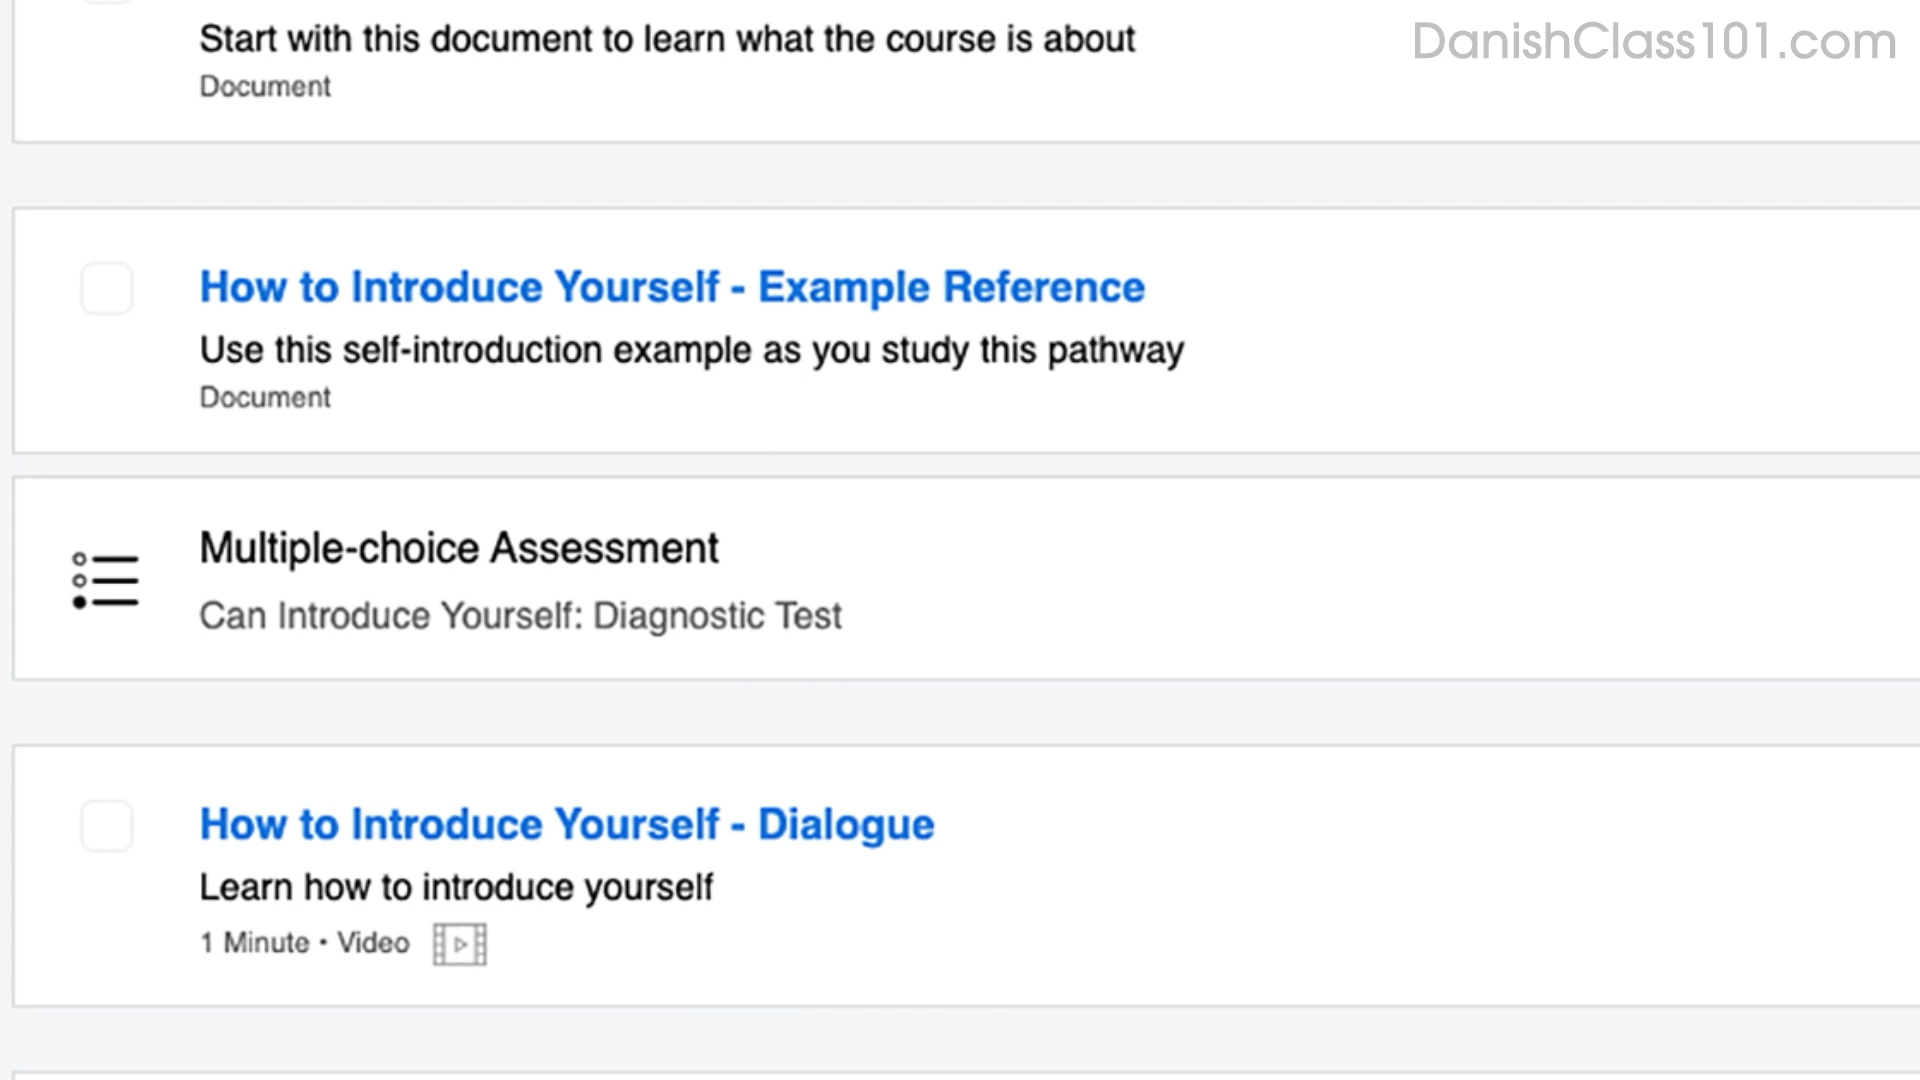 DanishClass101.com
Start with this document to learn what the course is about
Document
How to Introduce Yourself - Example Reference
Use this self-introduction example as you study this pathway
Document
Multiple-choice Assessment
Can Introduce Yourself: Diagnostic Test
How to Introduce Yourself - Dialogue
Learn how to introduce yourself
1 Minute • Video